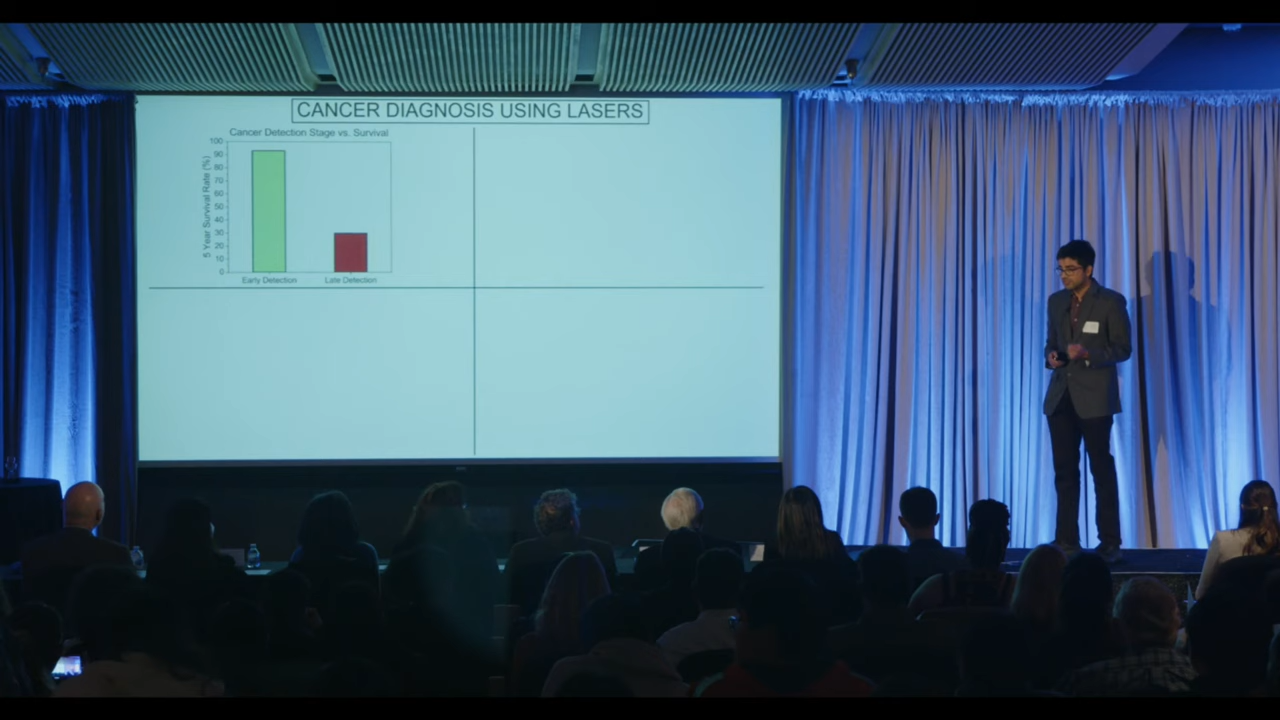 CANCER DIAGNOSIS USING LASERS
Cancer Detection Stage vs. Survival
5 Year Survival Rate (%)
100
90
80
70
60
50
40
30
20
10
0
Early Detection
Late Detection